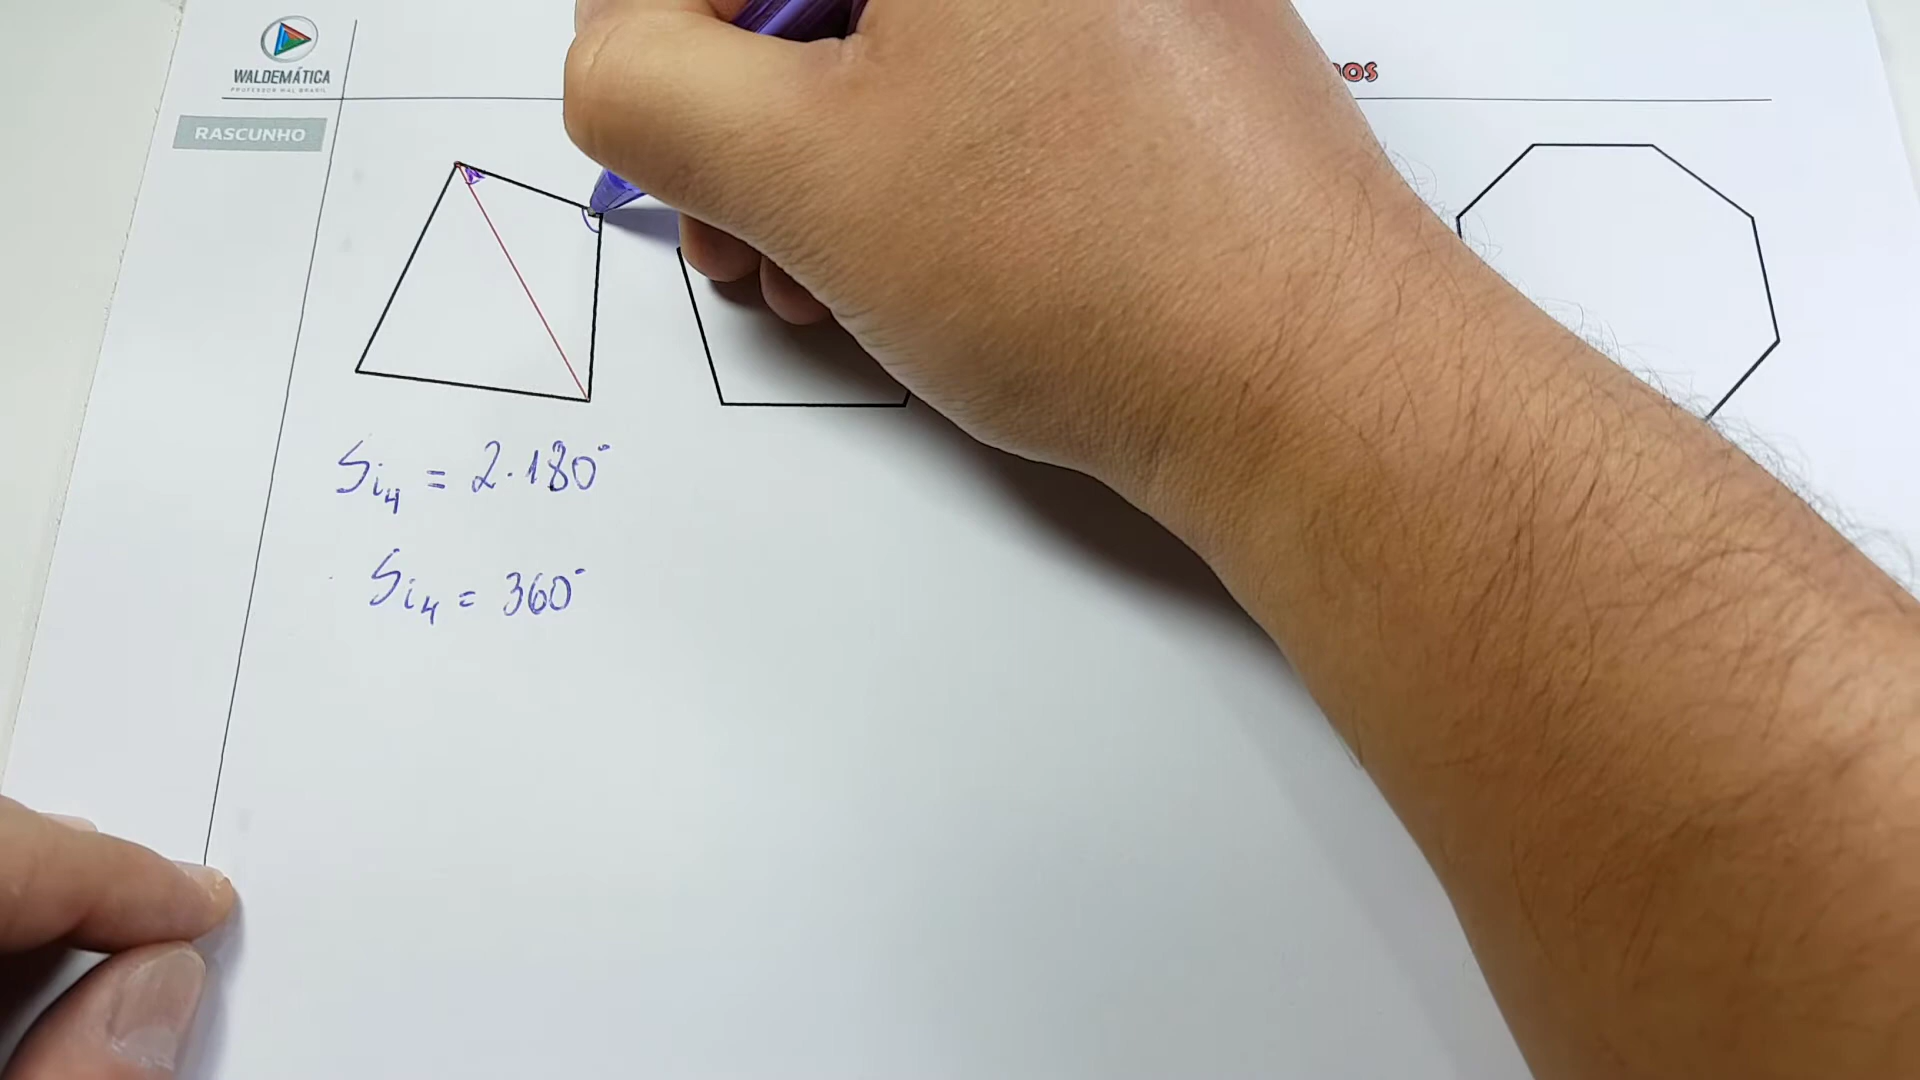 WALDEMÁTICA
PROFESSOR WAL BRASIL
RASCUNHO
Si₄ = 2·180°
Si₄ = 360°